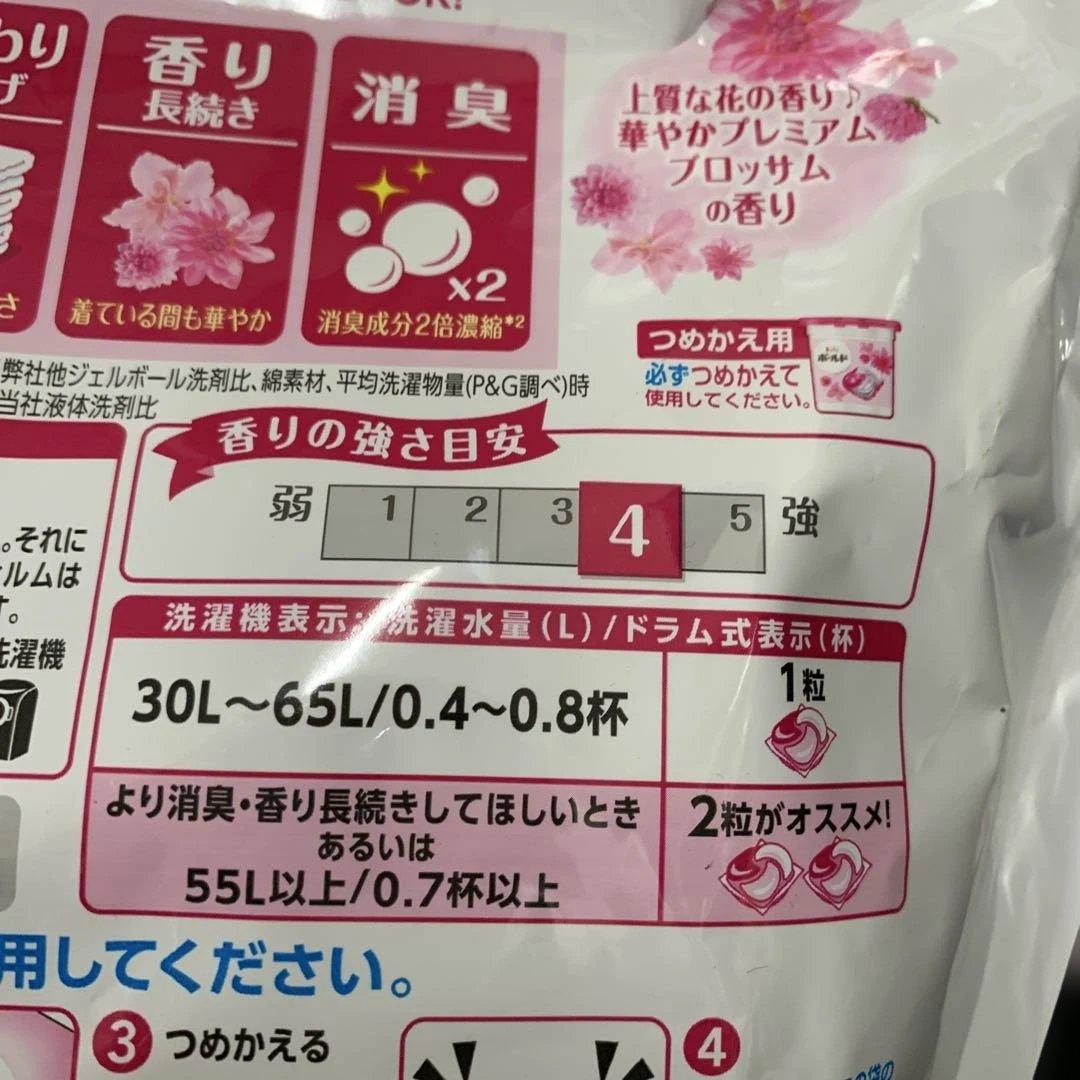 OK!
わり
げ
さ
香り
長続き
着ている間も華やか
消臭
x2
消臭成分2倍濃縮*2
上質な花の香り♪
華やかプレミアム
ブロッサム
の香り
つめかえ用
必ずつめかえて
使用してください。
ボールド
弊社他ジェルボール洗剤比、綿素材、平均洗濯物量(P&G調べ)時
当社液体洗剤比
香りの強さ目安
弱 1 2 3 4 5 強
。それに
ィルムは
す。
洗濯機
洗濯機表示:洗濯水量(L)/ドラム式表示(杯)
30L〜65L/0.4〜0.8杯
1粒
より消臭・香り長続きしてほしいとき
あるいは
55L以上/0.7杯以上
2粒がオススメ!
用してください。
3 つめかえる
4